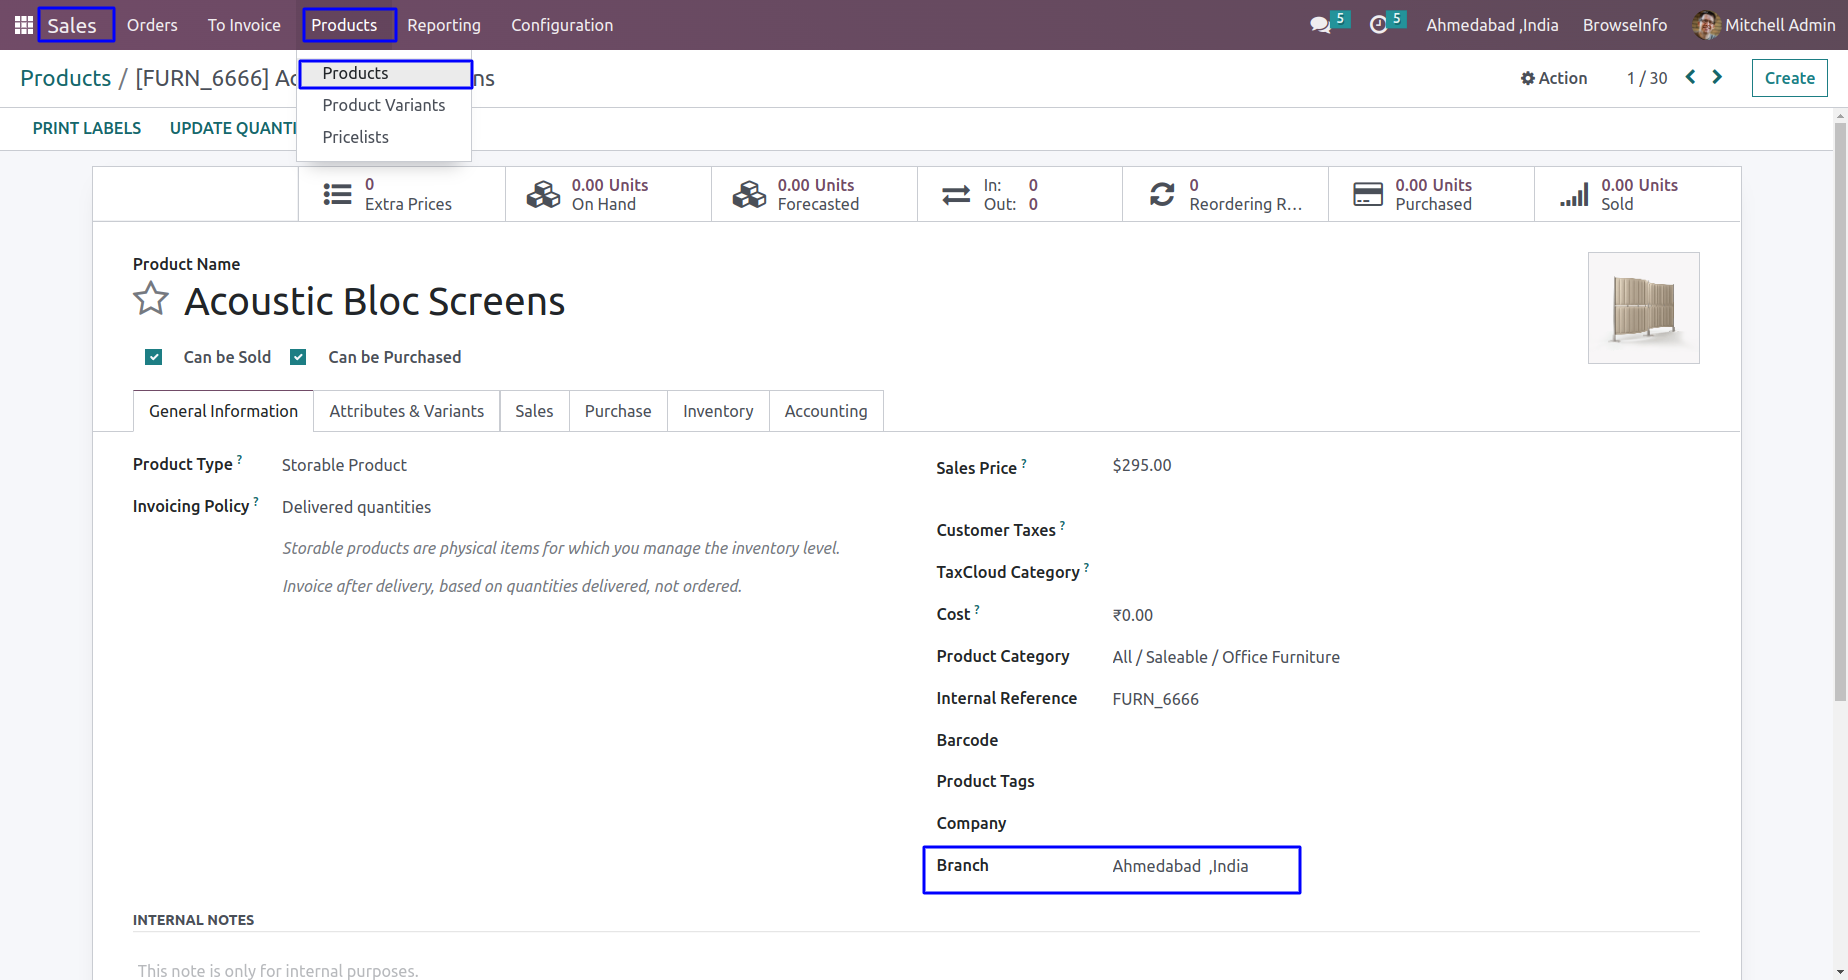 Sales Orders To Invoice Products Reporting Configuration 5 5 Ahmedabad ,India BrowseInfo Mitchell Admin
Products / [FURN_6666] Ac ns Action 1 / 30 Create
Products
Product Variants
Pricelists
PRINT LABELS UPDATE QUANTI
0 Extra Prices
0.00 Units On Hand
0.00 Units Forecasted
In: 0
Out: 0
0 Reordering R...
0.00 Units Purchased
0.00 Units Sold
Product Name
Acoustic Bloc Screens
Can be Sold Can be Purchased
General Information Attributes & Variants Sales Purchase Inventory Accounting
Product Type ? Storable Product
Invoicing Policy ? Delivered quantities
Storable products are physical items for which you manage the inventory level.
Invoice after delivery, based on quantities delivered, not ordered.
Sales Price ? $295.00
Customer Taxes ?
TaxCloud Category ?
Cost ? ₹0.00
Product Category All / Saleable / Office Furniture
Internal Reference FURN_6666
Barcode
Product Tags
Company
Branch Ahmedabad ,India
INTERNAL NOTES
This note is only for internal purposes.